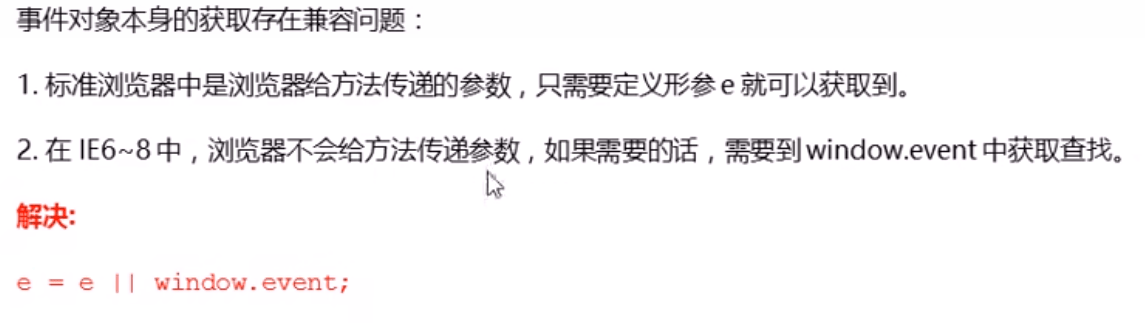 事件对象本身的获取存在兼容问题：
1. 标准浏览器中是浏览器给方法传递的参数，只需要定义形参 e 就可以获取到。
2. 在 IE6~8 中，浏览器不会给方法传递参数，如果需要的话，需要到 window.event 中获取查找。
解决:
e = e || window.event;